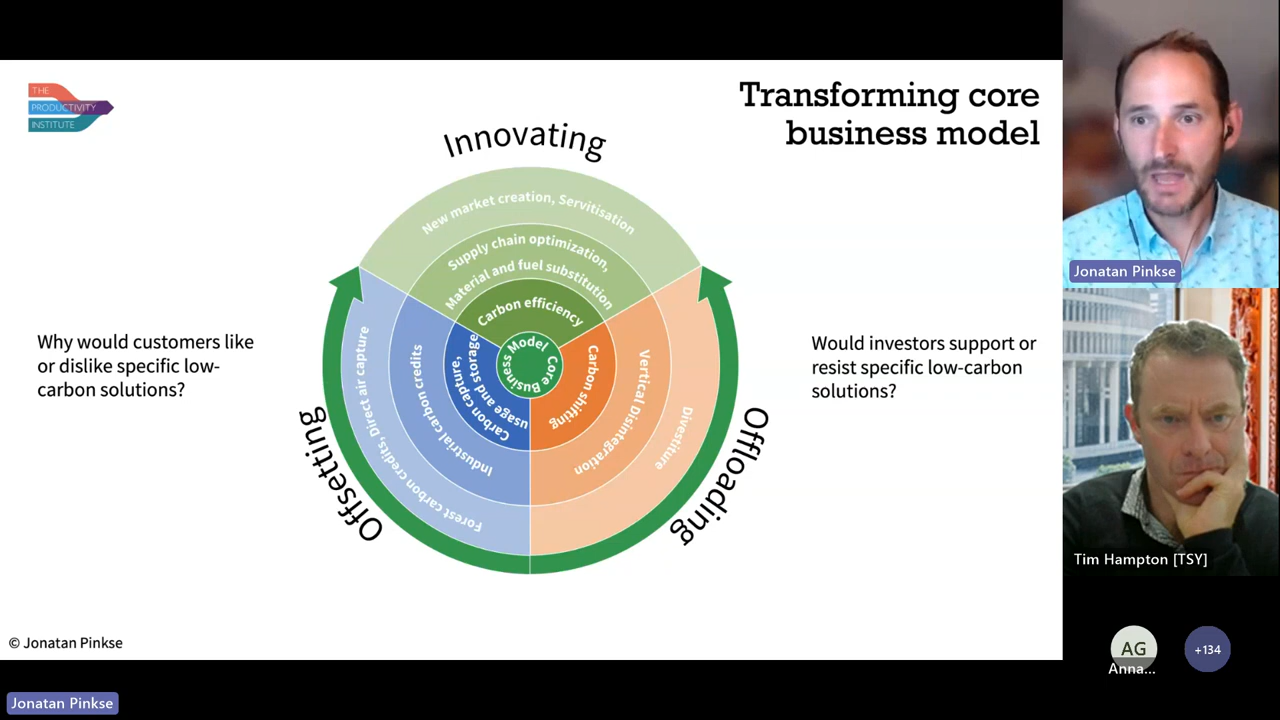 THE
PRODUCTIVITY
INSTITUTE
Transforming core
business model
Innovating
New market creation, Servitisation
Supply chain optimization,
Material and fuel substitution
Carbon efficiency
Core Business Model
Carbon capture,
usage and storage
Industrial carbon credits
Forest carbon credits, Direct air capture
Offsetting
Carbon shifting
Vertical Disintegration
Divestiture
Offloading
Why would customers like
or dislike specific low-
carbon solutions?
Would investors support or
resist specific low-carbon
solutions?
© Jonatan Pinkse
Jonatan Pinkse
Jonatan Pinkse
Tim Hampton [TSY]
AG
Anna...
+134